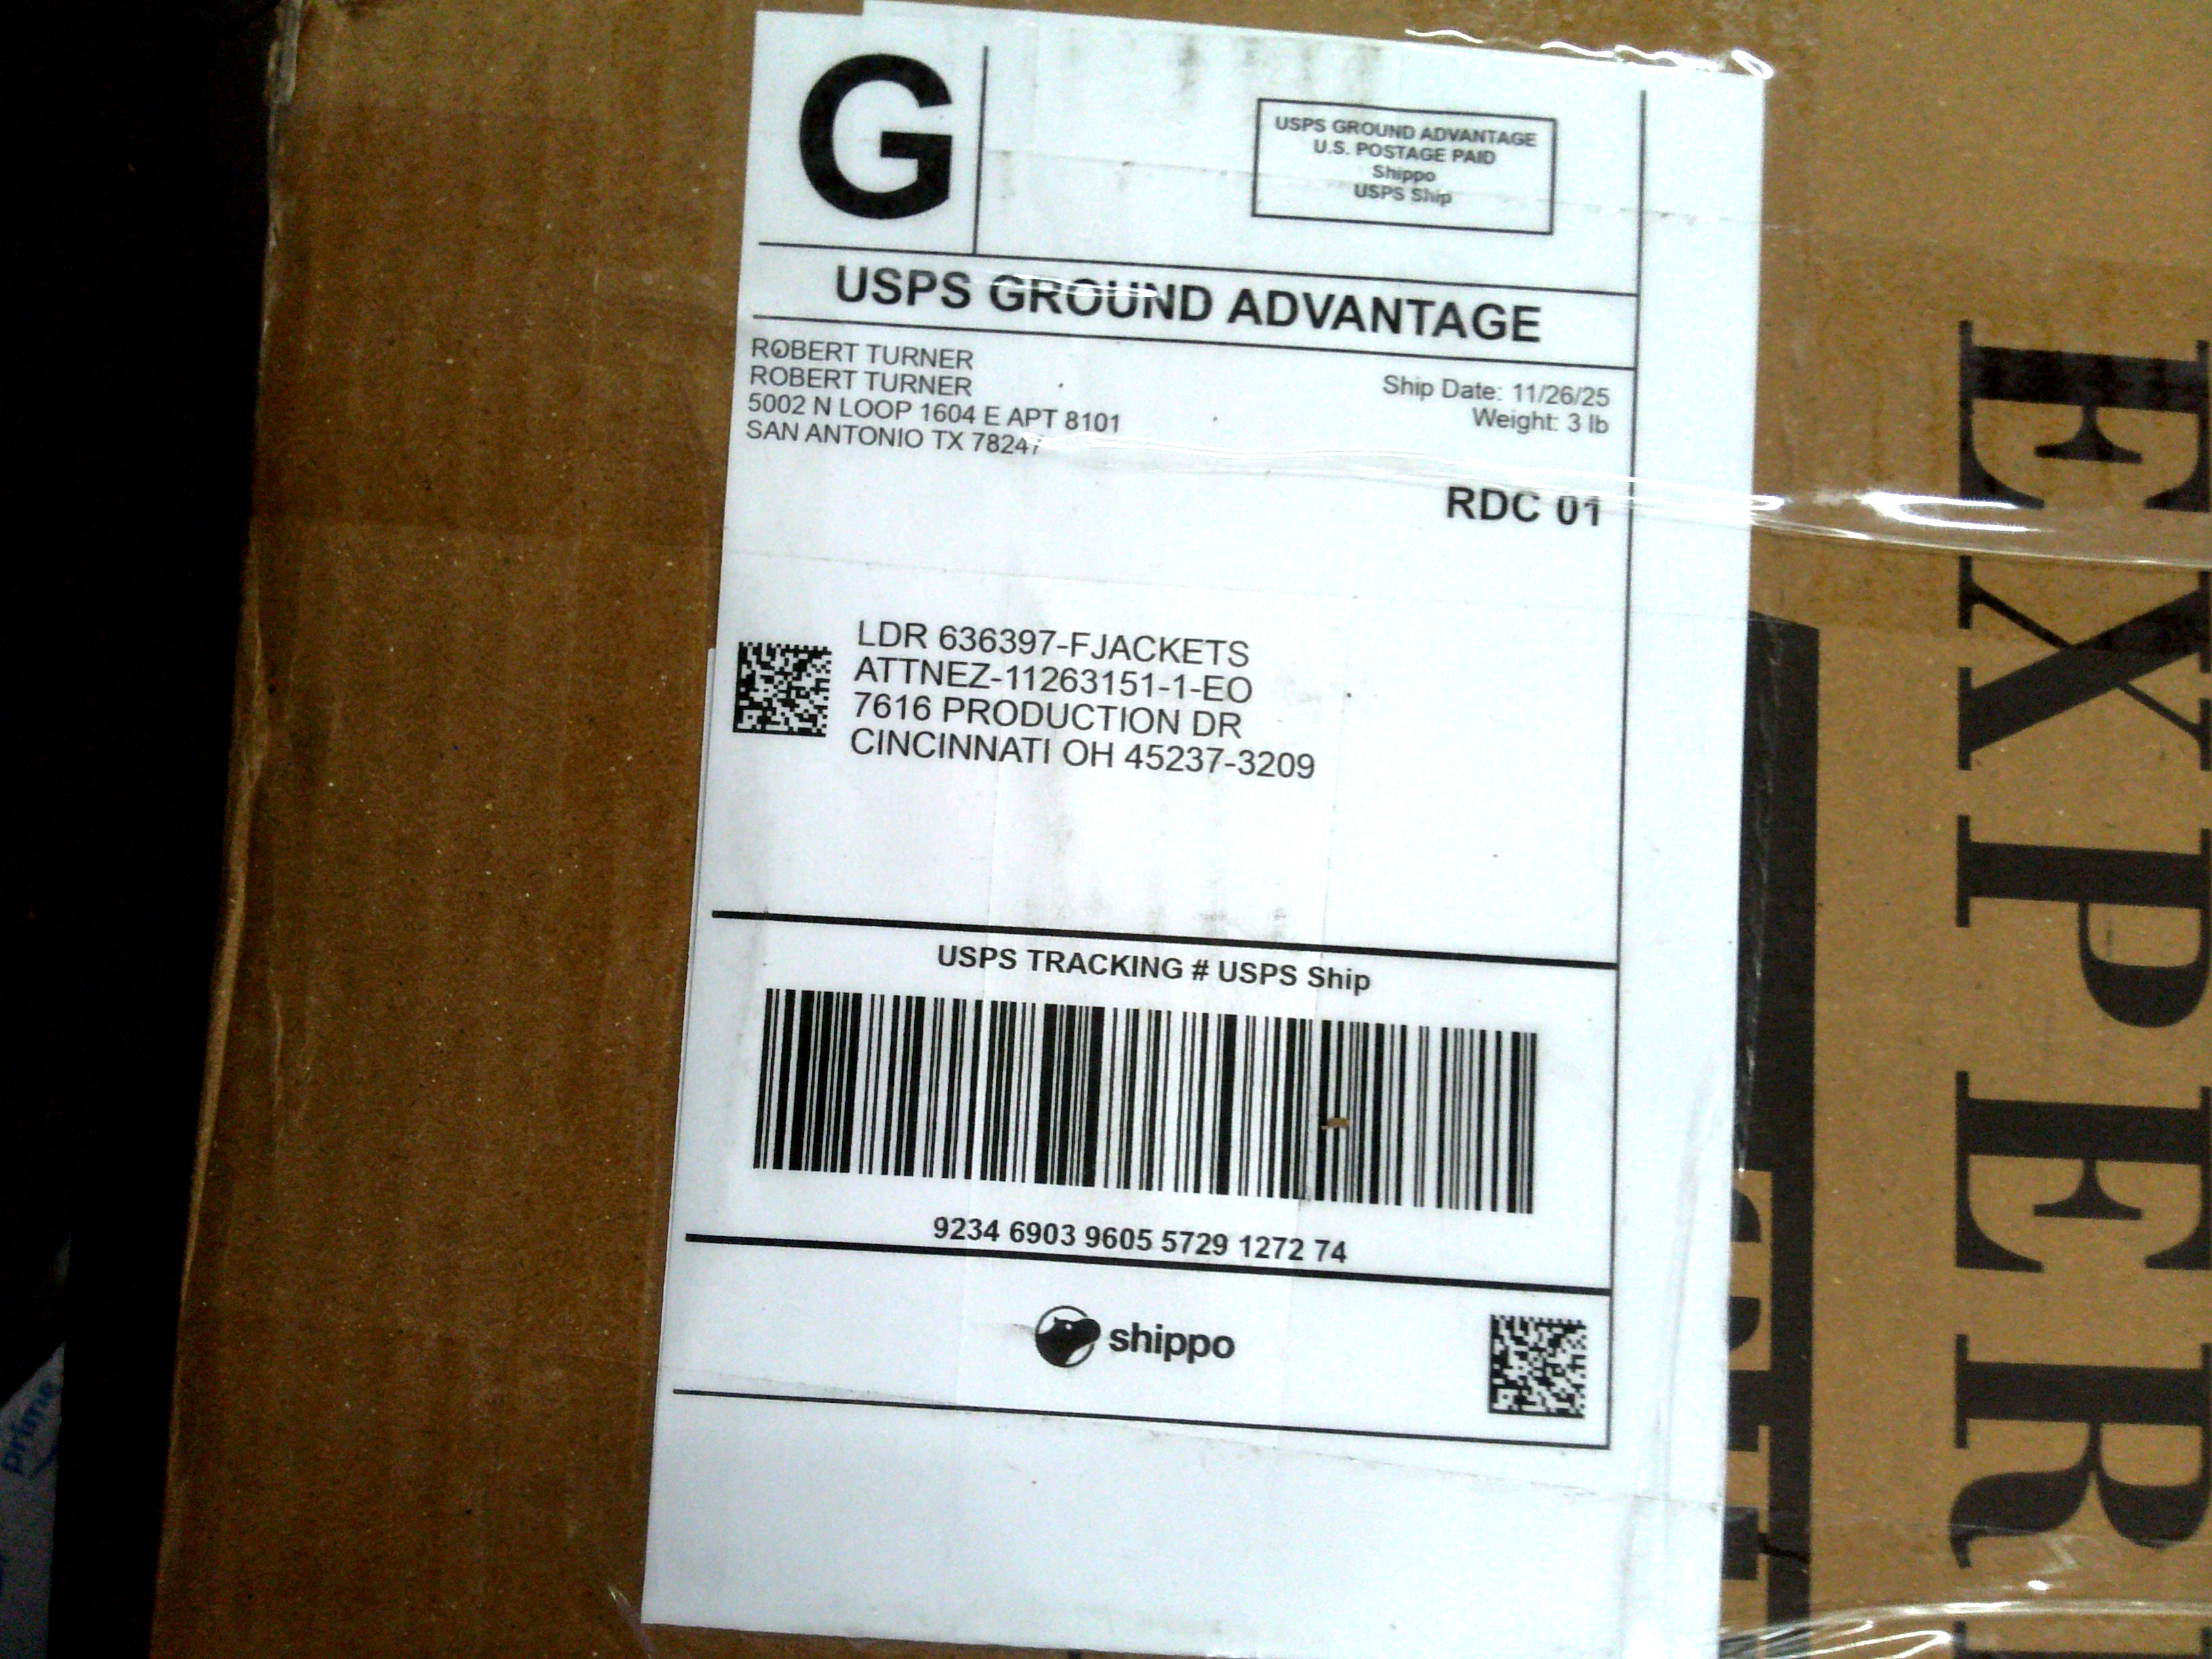 G
USPS GROUND ADVANTAGE
U.S. POSTAGE PAID
Shippo
USPS Ship
USPS GROUND ADVANTAGE
ROBERT TURNER
ROBERT TURNER
5002 N LOOP 1604 E APT 8101
SAN ANTONIO TX 78247
Ship Date: 11/26/25
Weight: 3 lb
RDC 01
LDR 636397-FJACKETS
ATTNEZ-11263151-1-EO
7616 PRODUCTION DR
CINCINNATI OH 45237-3209
USPS TRACKING # USPS Ship
9234 6903 9605 5729 1272 74
shippo
EXPER
prime